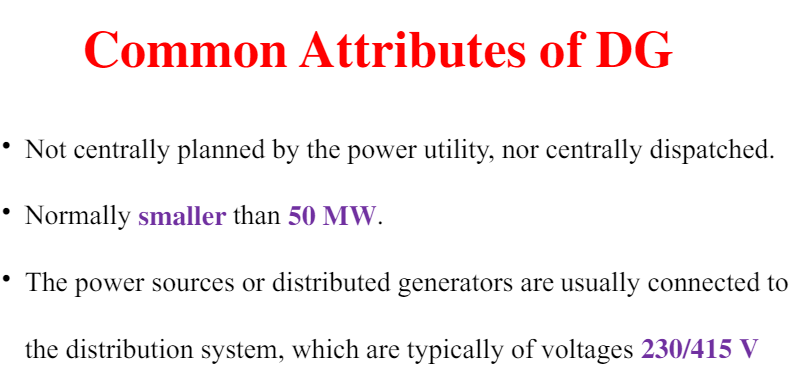 Common Attributes of DG
• Not centrally planned by the power utility, nor centrally dispatched.
• Normally smaller than 50 MW.
• The power sources or distributed generators are usually connected to
the distribution system, which are typically of voltages 230/415 V